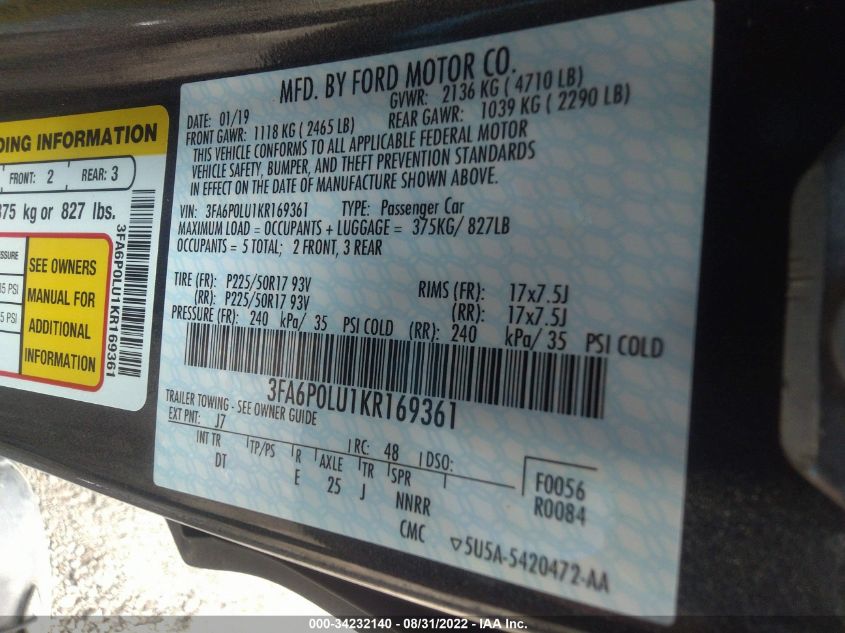 DING INFORMATION
FRONT: 2 REAR: 3
375 kg or 827 lbs.
SEE OWNERS
MANUAL FOR
ADDITIONAL
INFORMATION
PSI
5 PSI
3FA6P0LU1KR169361
MFD. BY FORD MOTOR CO.
DATE: 01/19 GVWR: 2136 KG ( 4710 LB)
FRONT GAWR: 1118 KG ( 2465 LB) REAR GAWR: 1039 KG ( 2290 LB)
THIS VEHICLE CONFORMS TO ALL APPLICABLE FEDERAL MOTOR
VEHICLE SAFETY, BUMPER, AND THEFT PREVENTION STANDARDS
IN EFFECT ON THE DATE OF MANUFACTURE SHOWN ABOVE.
VIN: 3FA6P0LU1KR169361 TYPE: Passenger Car
MAXIMUM LOAD = OCCUPANTS + LUGGAGE = 375KG/ 827LB
OCCUPANTS = 5 TOTAL; 2 FRONT, 3 REAR
TIRE (FR): P225/50R17 93V RIMS (FR): 17x7.5J
(RR): P225/50R17 93V (RR): 17x7.5J
PRESSURE (FR): 240 kPa/ 35 PSI COLD (RR): 240 kPa/ 35 PSI COLD
3FA6P0LU1KR169361
TRAILER TOWING - SEE OWNER GUIDE
EXT PNT: J7 RC: 48 DSO:
INT TR TP/PS R AXLE TR SPR F0056
DT E 25 J NNRR R0084
CMC ▽5U5A-5420472-AA
000-34232140 - 08/31/2022 - IAA Inc.